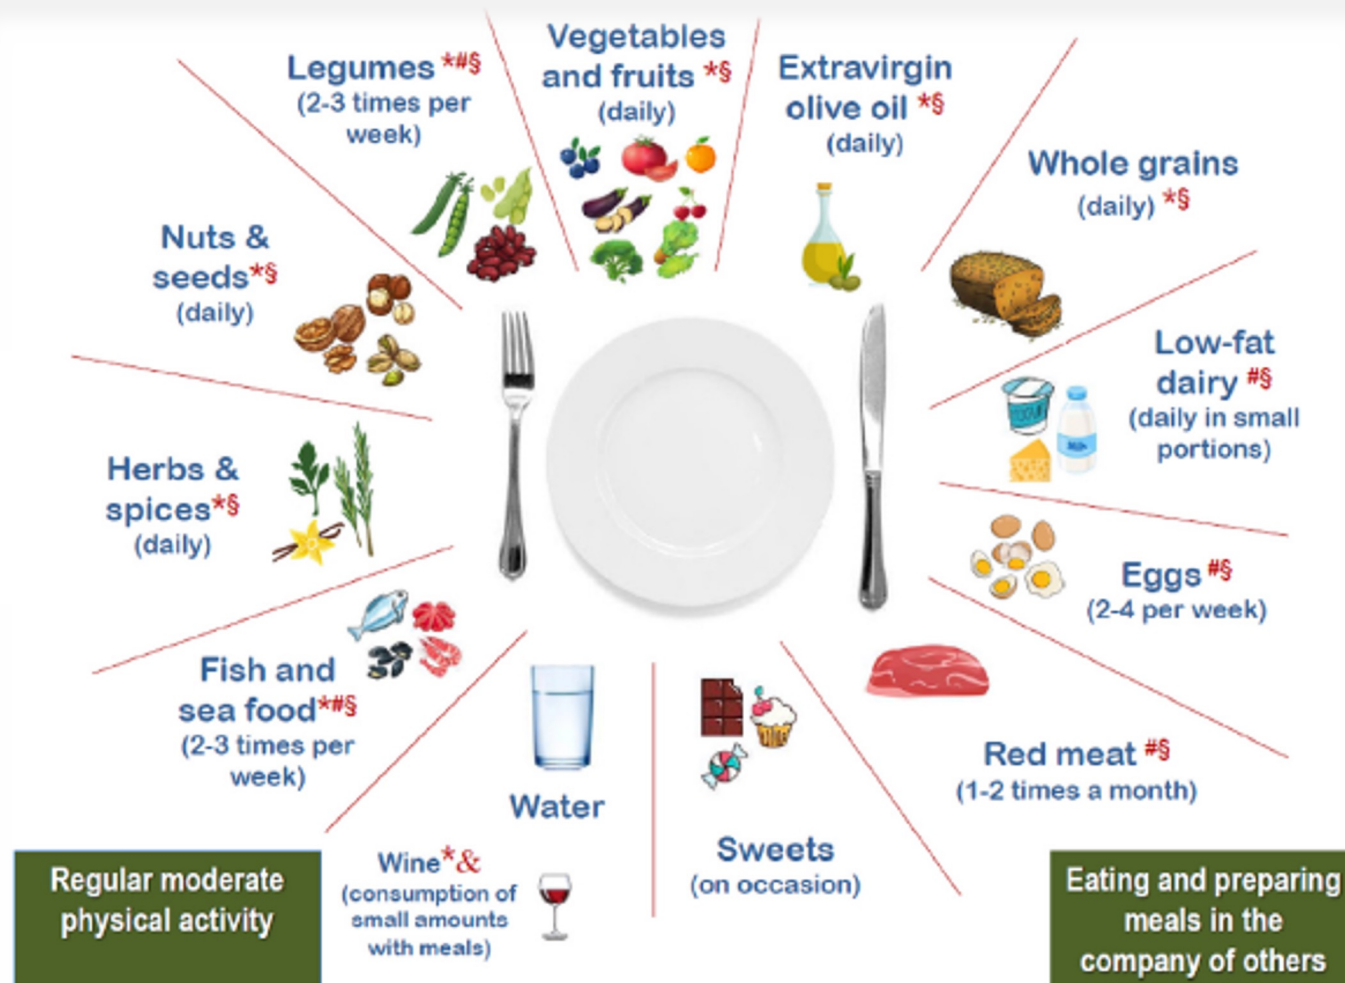 Legumes *#§
(2-3 times per
week)
Vegetables
and fruits *§
(daily)
Extravirgin
olive oil *§
(daily)
Whole grains
(daily) *§
Nuts &
seeds*§
(daily)
Low-fat
dairy #§
(daily in small
portions)
Milk
Herbs &
spices*§
(daily)
Eggs #§
(2-4 per week)
Fish and
sea food*#§
(2-3 times per
week)
Red meat #§
(1-2 times a month)
Water
Wine*&
(consumption of
small amounts
with meals)
Sweets
(on occasion)
Regular moderate
physical activity
Eating and preparing
meals in the
company of others